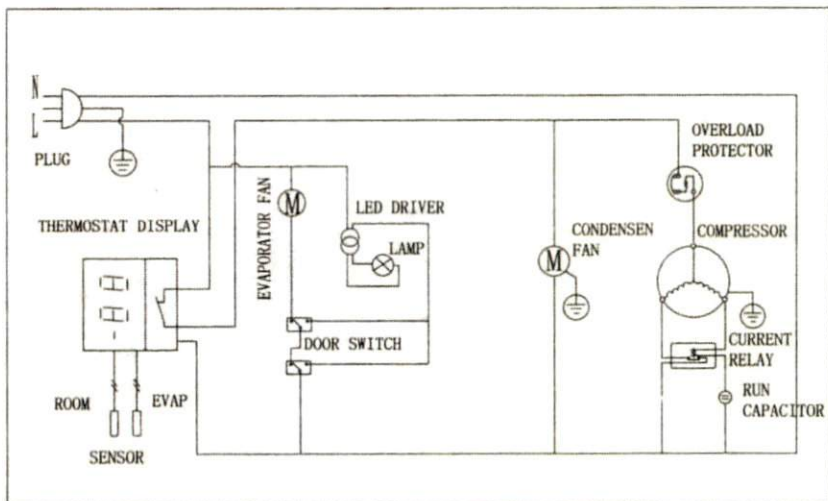 N
L
PLUG
OVERLOAD
PROTECTOR
THERMOSTAT DISPLAY
EVAPORATOR FAN
M
LED DRIVER
LAMP
M
CONDENSEN
FAN
COMPRESSOR
DOOR SWITCH
CURRENT
RELAY
ROOM
EVAP
SENSOR
RUN
CAPACITOR